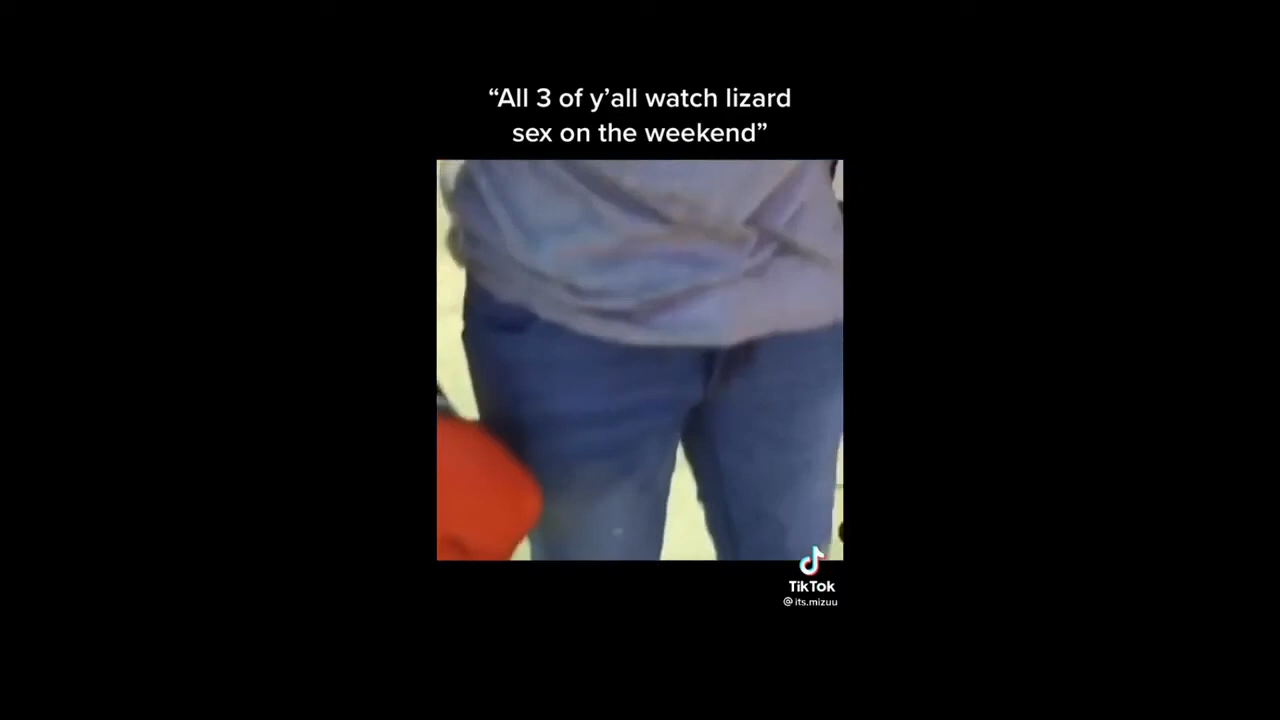 “All 3 of y’all watch lizard
sex on the weekend”
TikTok
@its.mizuu